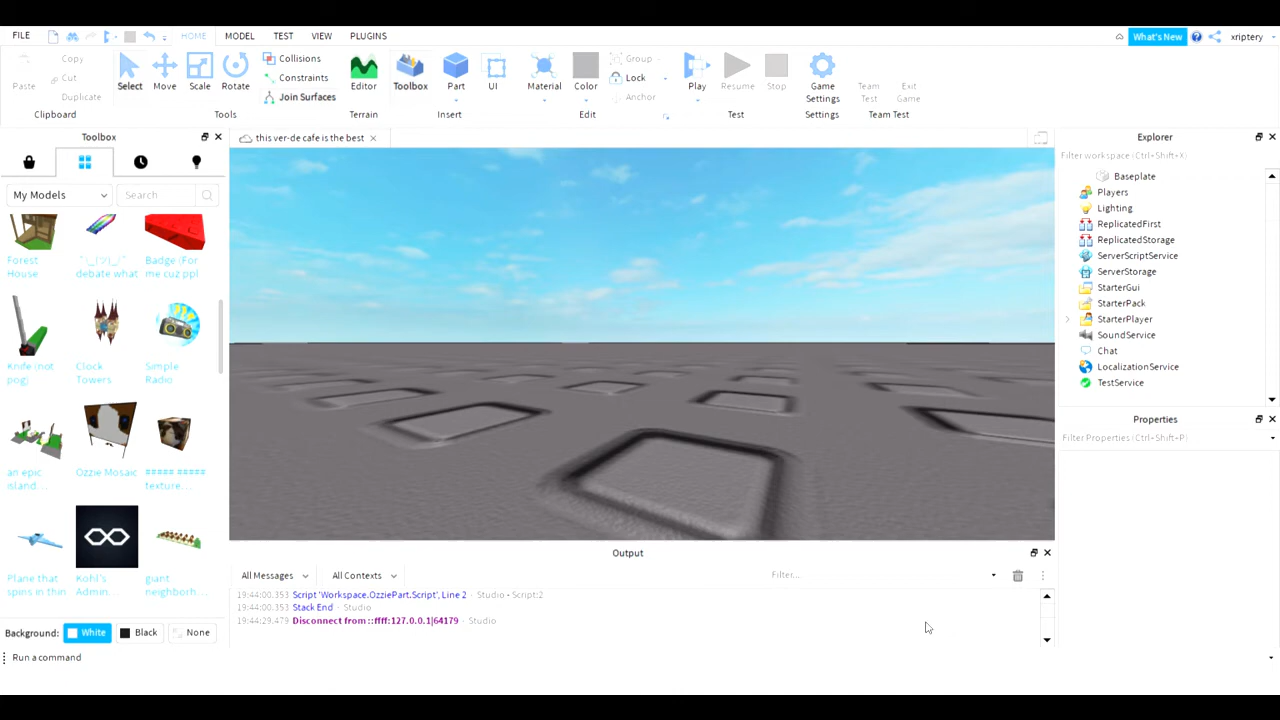 FILE HOME MODEL TEST VIEW PLUGINS What's New xriptery
Paste Copy Cut Duplicate Select Move Scale Rotate Collisions Constraints Join Surfaces Editor Toolbox Part UI Material Color Group Lock Anchor Play Resume Stop Game Settings Team Test Exit Game
Clipboard Tools Terrain Insert Edit Test Settings Team Test
Toolbox
My Models Search
Forest House
¯\_(ツ)_/¯ debate what
Badge (For me cuz ppl
Knife (not pog)
Clock Towers
Simple Radio
an epic island...
Ozzie Mosaic
##### ##### texture...
Plane that spins in thin
Kohl's Admin...
giant neighborh...
Background: White Black None
Run a command
this ver-de cafe is the best
Output
All Messages All Contexts Filter...
19:44:00.353 Script 'Workspace.OzziePart.Script', Line 2 - Studio - Script:2
19:44:00.353 Stack End - Studio
19:44:29.479 Disconnect from ::ffff:127.0.0.1|64179 - Studio
Explorer
Filter workspace (Ctrl+Shift+X)
Baseplate
Players
Lighting
ReplicatedFirst
ReplicatedStorage
ServerScriptService
ServerStorage
StarterGui
StarterPack
StarterPlayer
SoundService
Chat
LocalizationService
TestService
Properties
Filter Properties (Ctrl+Shift+P)